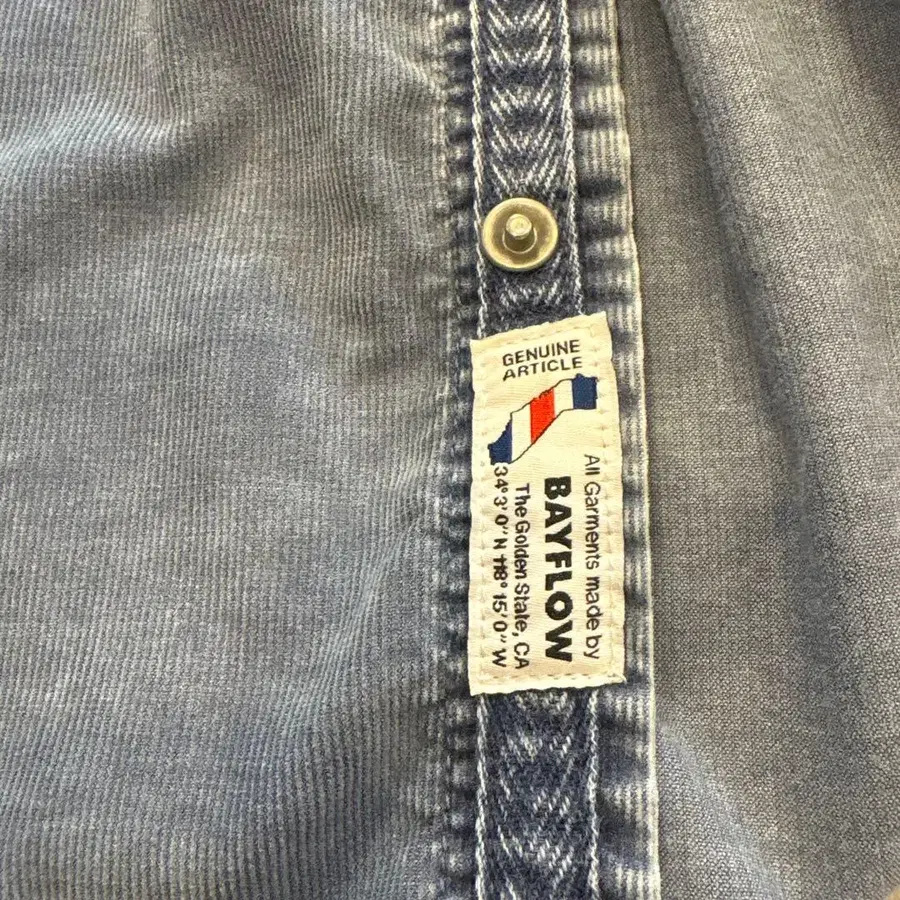 GENUINE
ARTICLE
All Garments made by
BAYFLOW
The Golden State, CA
34°3'0"N 118°15'0"W